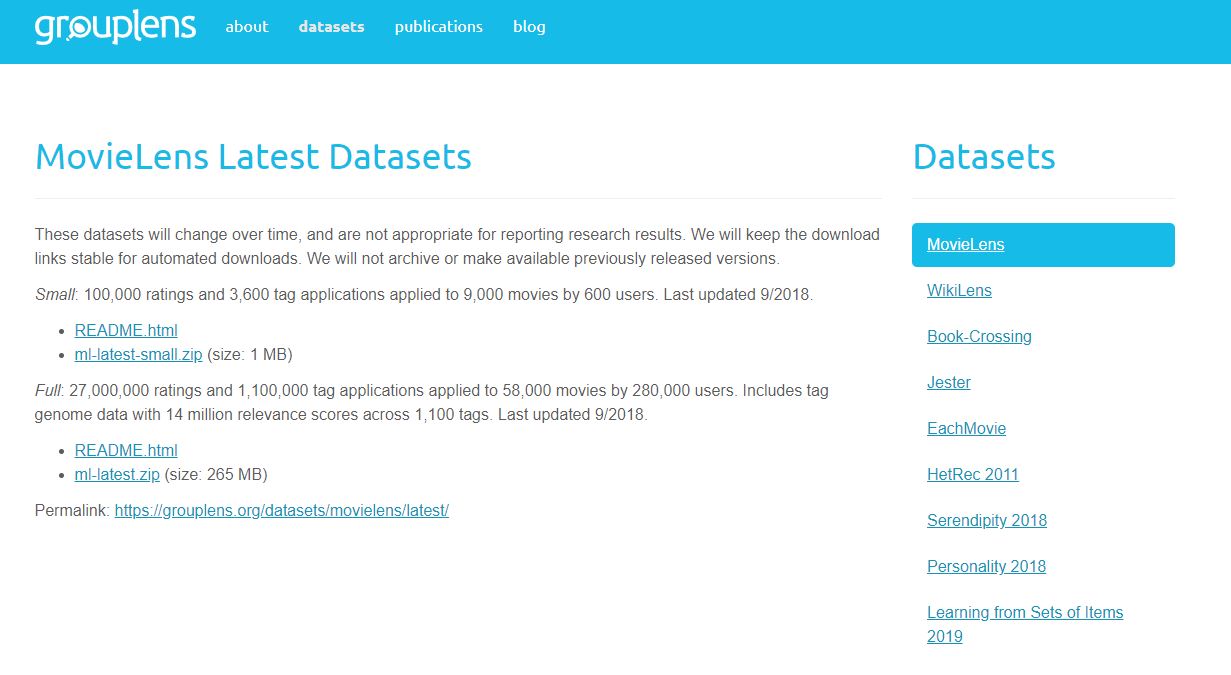 grouplens about datasets publications blog
MovieLens Latest Datasets
These datasets will change over time, and are not appropriate for reporting research results. We will keep the download
links stable for automated downloads. We will not archive or make available previously released versions.
Small: 100,000 ratings and 3,600 tag applications applied to 9,000 movies by 600 users. Last updated 9/2018.
• README.html
• ml-latest-small.zip (size: 1 MB)
Full: 27,000,000 ratings and 1,100,000 tag applications applied to 58,000 movies by 280,000 users. Includes tag
genome data with 14 million relevance scores across 1,100 tags. Last updated 9/2018.
• README.html
• ml-latest.zip (size: 265 MB)
Permalink: https://grouplens.org/datasets/movielens/latest/
Datasets
MovieLens
WikiLens
Book-Crossing
Jester
EachMovie
HetRec 2011
Serendipity 2018
Personality 2018
Learning from Sets of Items
2019